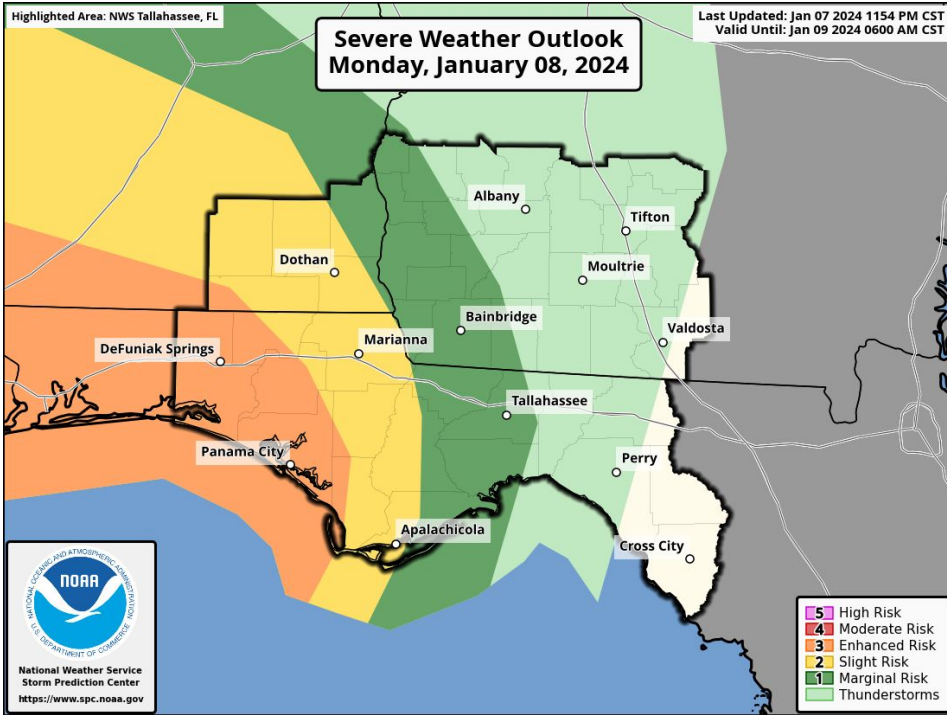 Highlighted Area: NWS Tallahassee, FL
Last Updated: Jan 07 2024 1154 PM CST
Valid Until: Jan 09 2024 0600 AM CST
Severe Weather Outlook
Monday, January 08, 2024
Albany
Tifton
Dothan
Moultrie
Bainbridge
Valdosta
DeFuniak Springs
Marianna
Tallahassee
Panama City
Perry
Apalachicola
Cross City
NATIONAL OCEANIC AND ATMOSPHERIC ADMINISTRATION
NOAA
U.S. DEPARTMENT OF COMMERCE
National Weather Service
Storm Prediction Center
https://www.spc.noaa.gov
5 High Risk
4 Moderate Risk
3 Enhanced Risk
2 Slight Risk
1 Marginal Risk
Thunderstorms